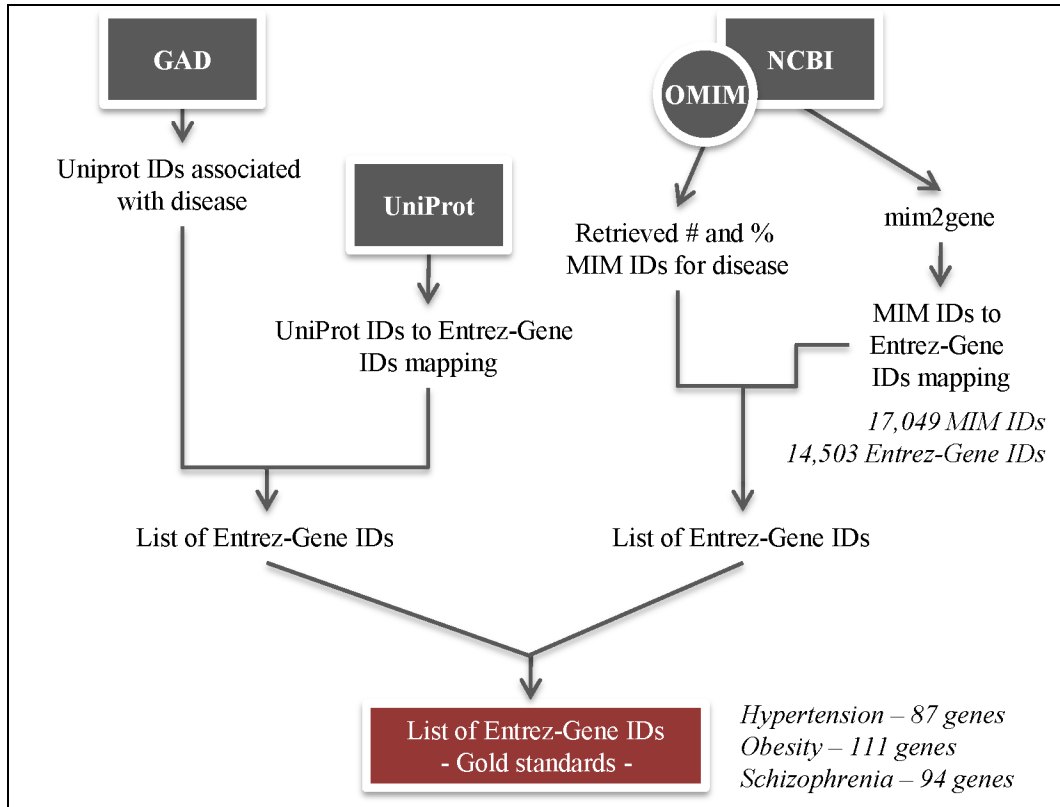 GAD
NCBI
OMIM
Uniprot IDs associated
with disease
UniProt
Retrieved # and %
MIM IDs for disease
mim2gene
UniProt IDs to Entrez-Gene
IDs mapping
MIM IDs to
Entrez-Gene
IDs mapping
17,049 MIM IDs
14,503 Entrez-Gene IDs
List of Entrez-Gene IDs
List of Entrez-Gene IDs
List of Entrez-Gene IDs
- Gold standards -
Hypertension – 87 genes
Obesity – 111 genes
Schizophrenia – 94 genes